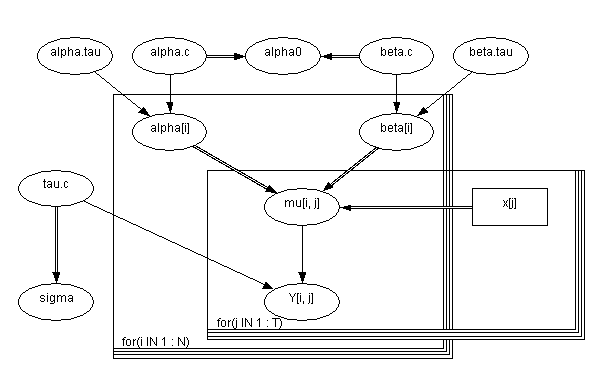 alpha.tau
alpha.c
alpha0
beta.c
beta.tau
alpha[i]
beta[i]
tau.c
mu[i, j]
x[j]
sigma
Y[i, j]
for(j IN 1 : T)
for(i IN 1 : N)